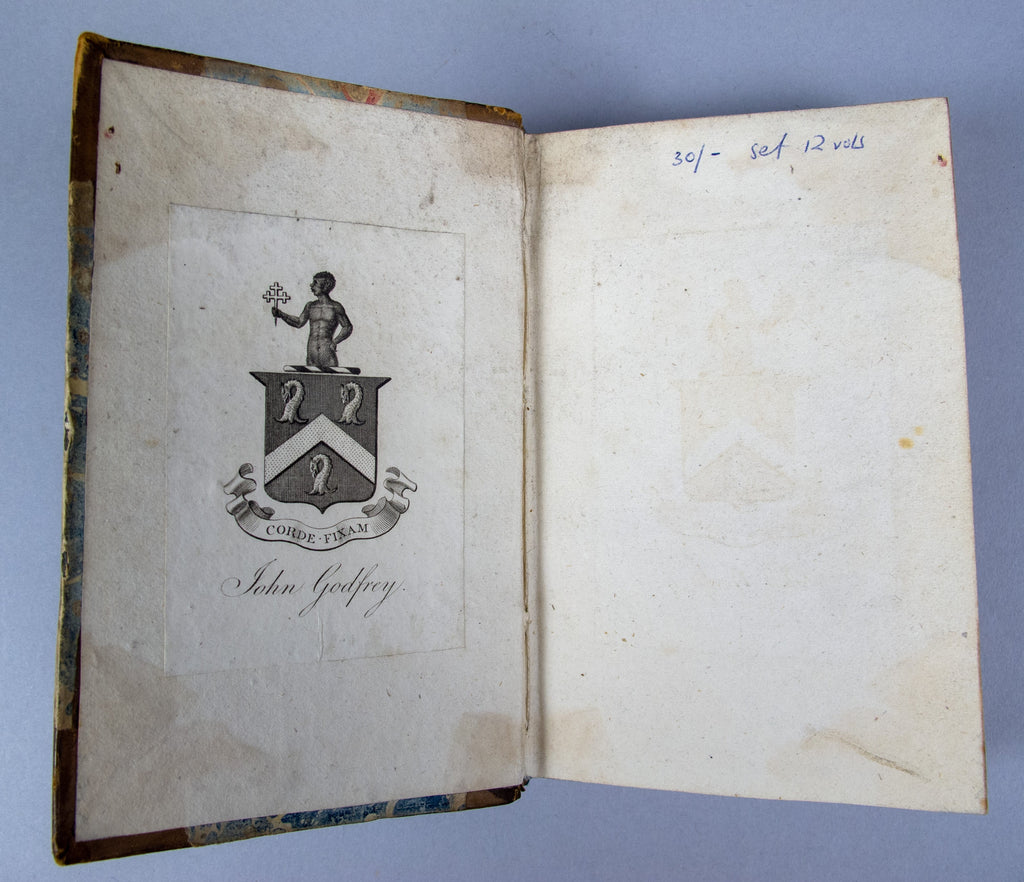 CORDE·FIXAM
John Godfrey.
30/- set 12 vols